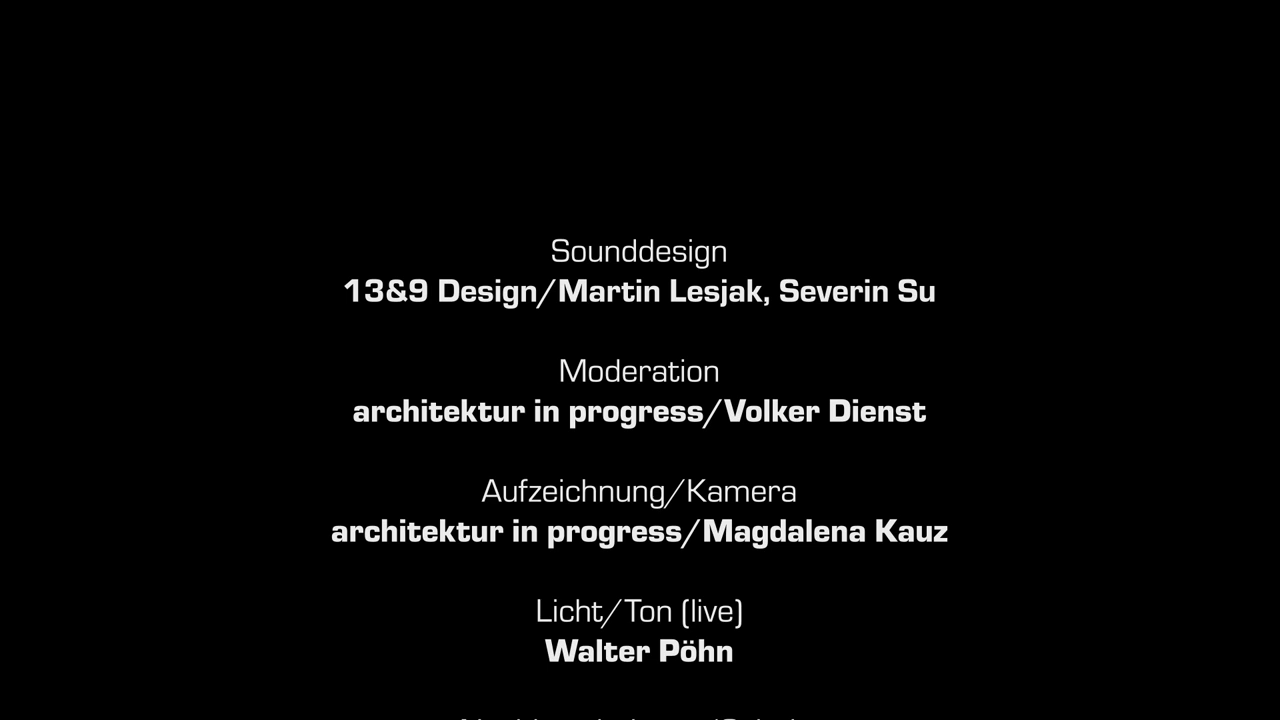 Sounddesign
13&9 Design/Martin Lesjak, Severin Su
Moderation
architektur in progress/Volker Dienst
Aufzeichnung/Kamera
architektur in progress/Magdalena Kauz
Licht/Ton (live)
Walter Pöhn